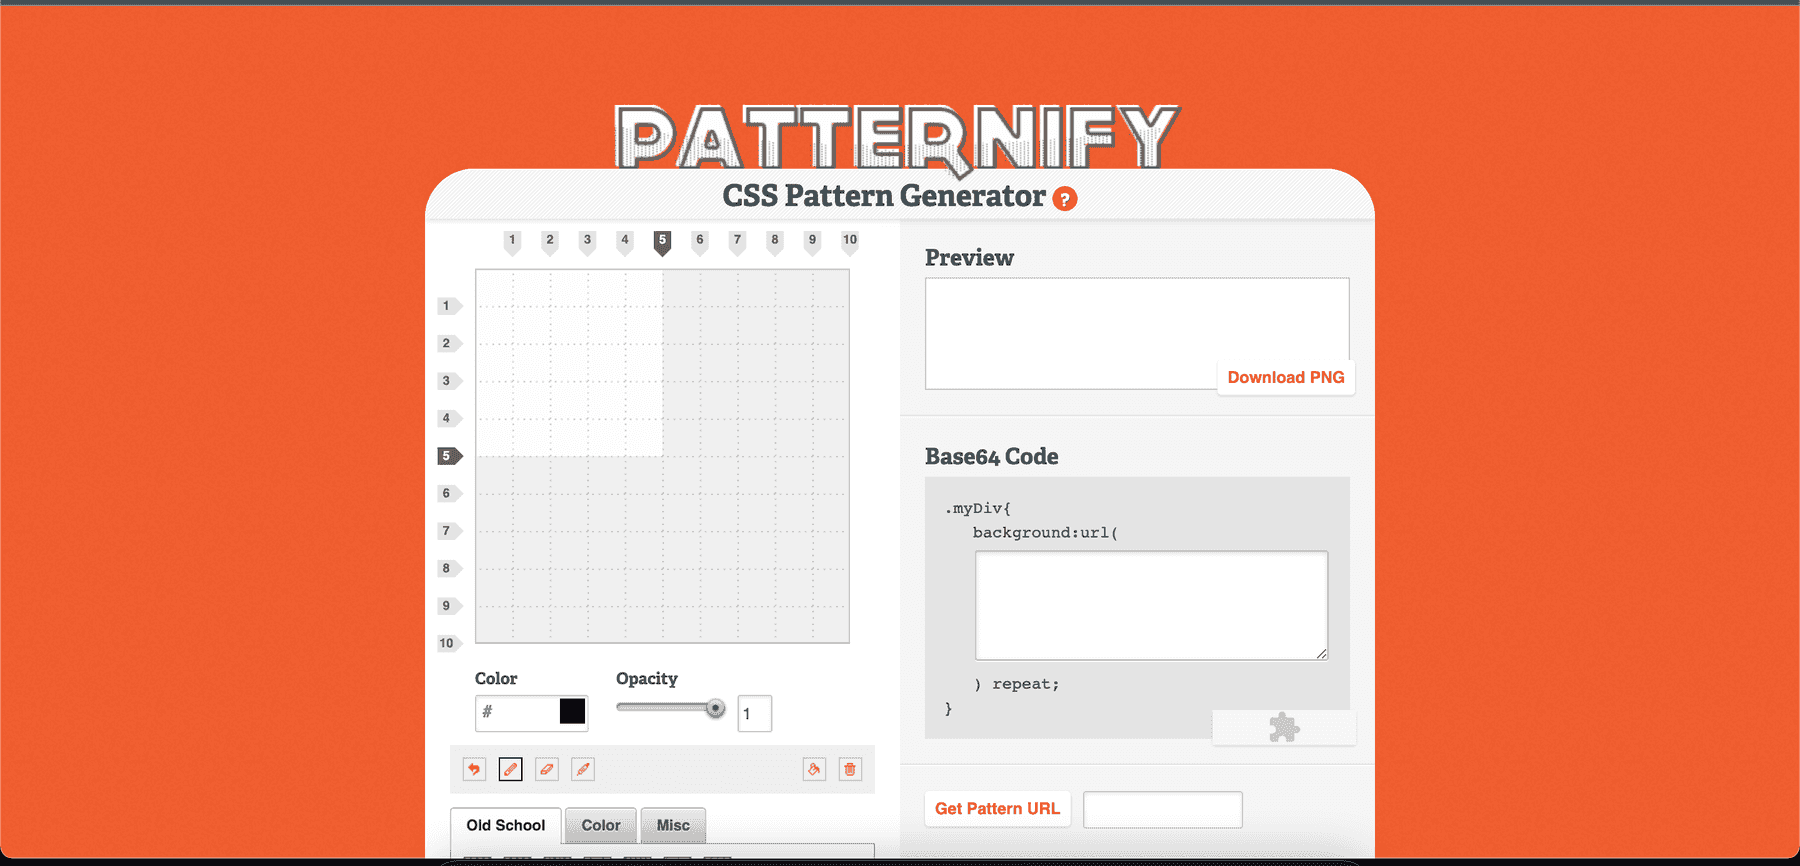 PATTERNIFY
CSS Pattern Generator ?
1 2 3 4 5 6 7 8 9 10
1
2
3
4
5
6
7
8
9
10
Color
Opacity
#
1
Old School
Color
Misc
Preview
Download PNG
Base64 Code
.myDiv{
background:url(
) repeat;
}
Get Pattern URL